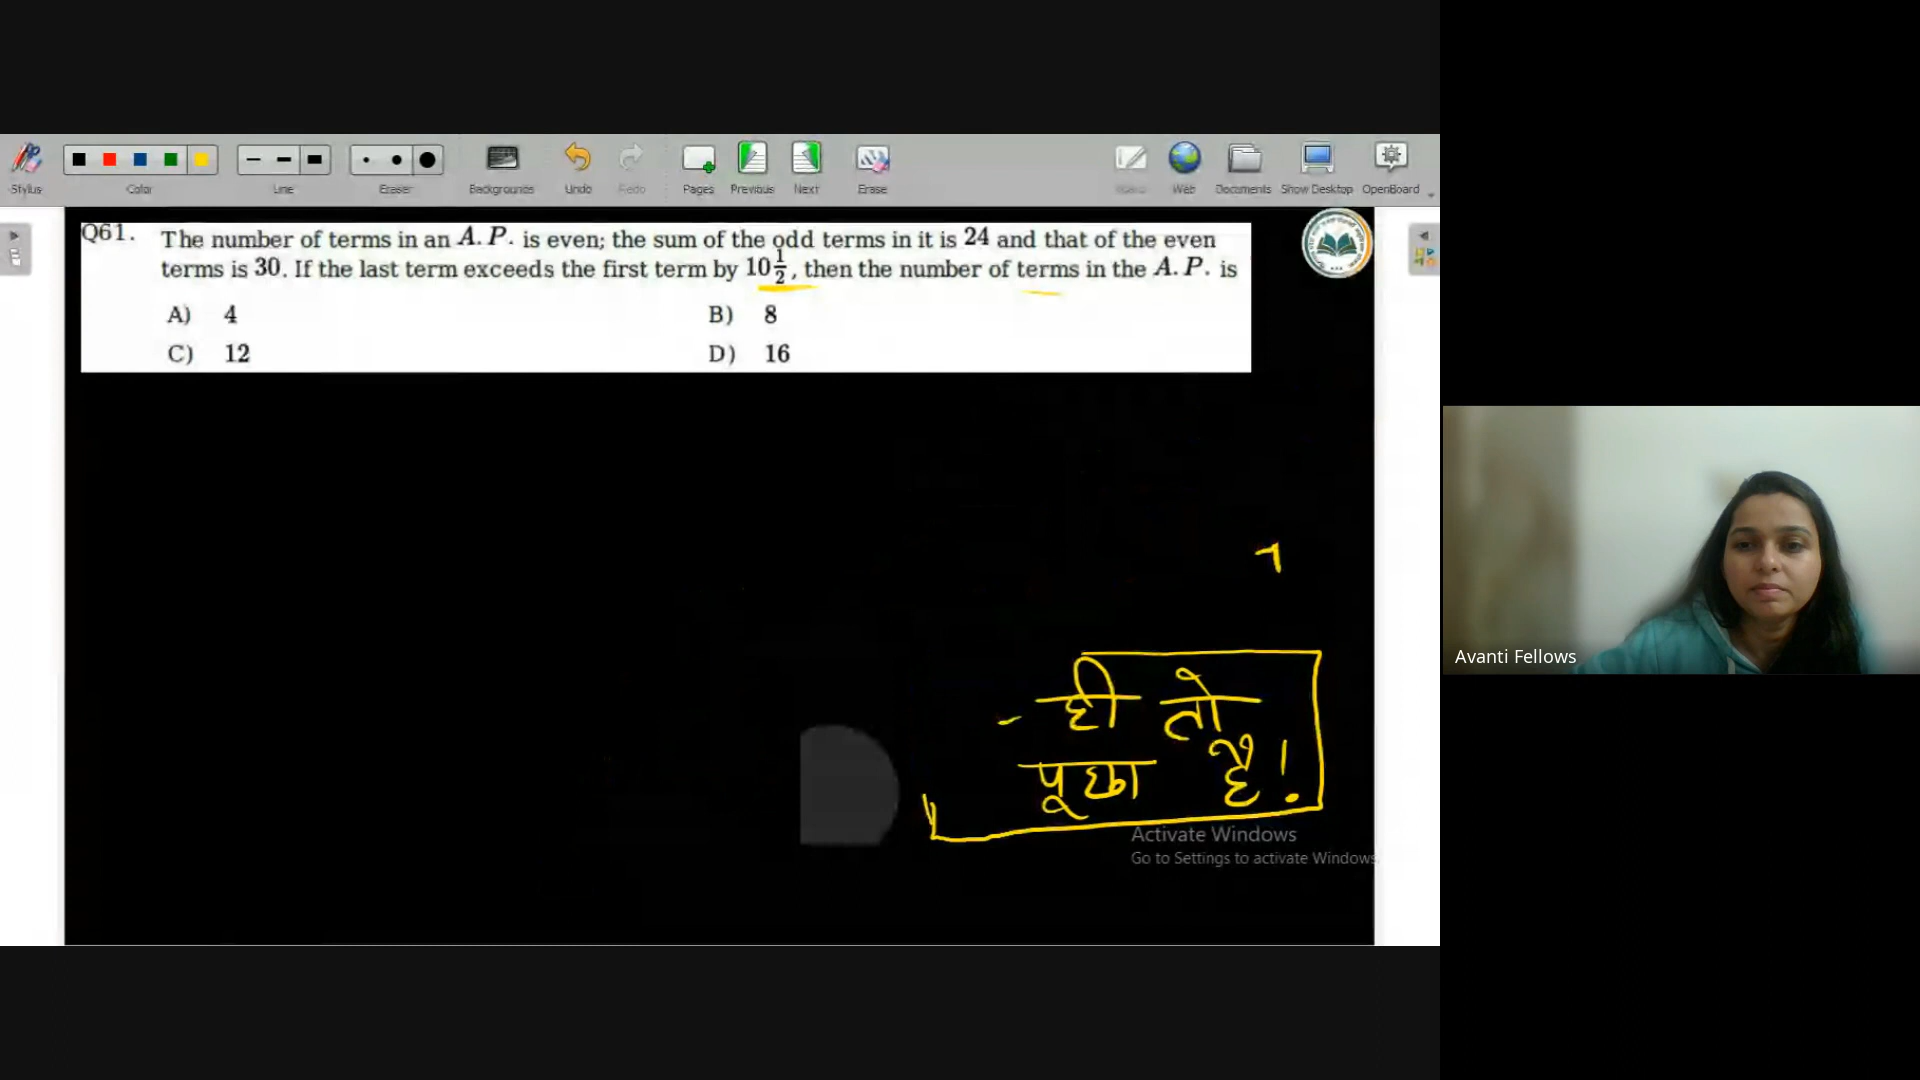 Stylus
Color
Line
Eraser
Backgrounds
Undo
Redo
Pages
Previous
Next
Erase
Web
Documents
Show Desktop
OpenBoard
Q61. The number of terms in an A.P. is even; the sum of the odd terms in it is 24 and that of the even
terms is 30. If the last term exceeds the first term by 10 1/2, then the number of terms in the A.P. is
A) 4 B) 8
C) 12 D) 16
- ही तो
पूछा है!
Activate Windows
Go to Settings to activate Windows
Avanti Fellows